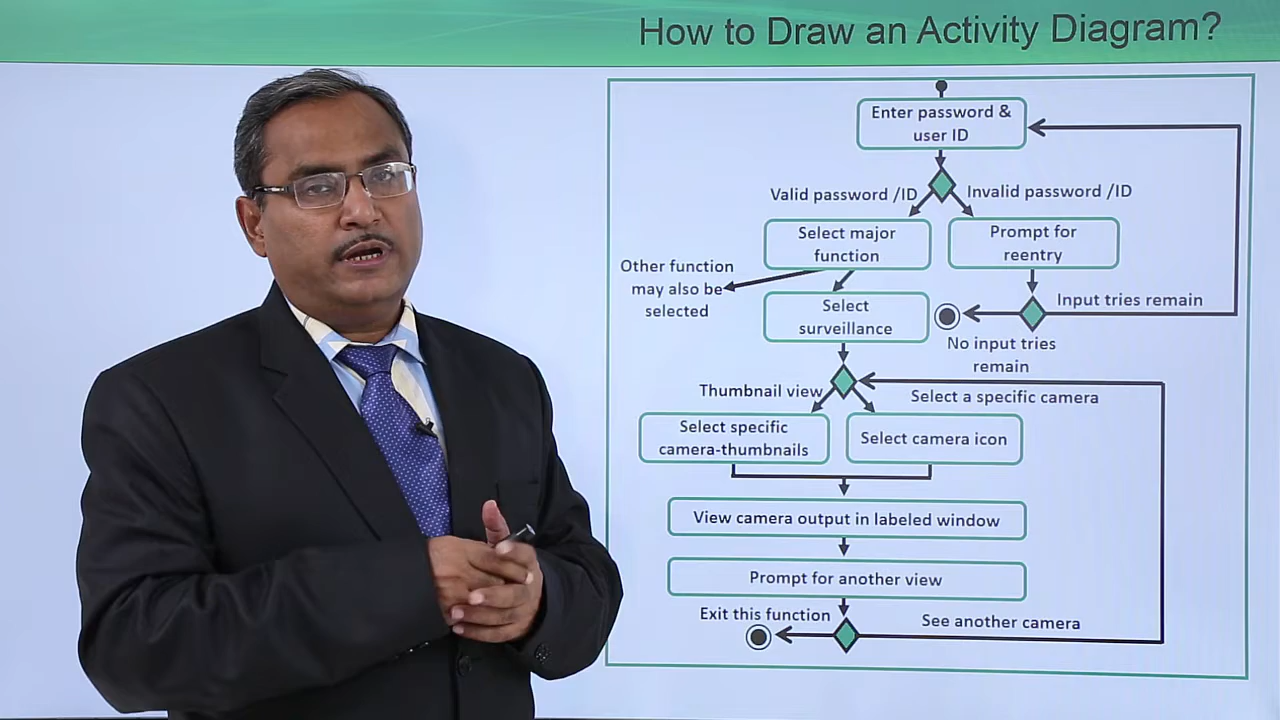 How to Draw an Activity Diagram?
Enter password &
user ID
Valid password /ID
Invalid password /ID
Select major
function
Prompt for
reentry
Other function
may also be
selected
Select
surveillance
Input tries remain
No input tries
remain
Thumbnail view
Select a specific camera
Select specific
camera-thumbnails
Select camera icon
View camera output in labeled window
Prompt for another view
Exit this function
See another camera